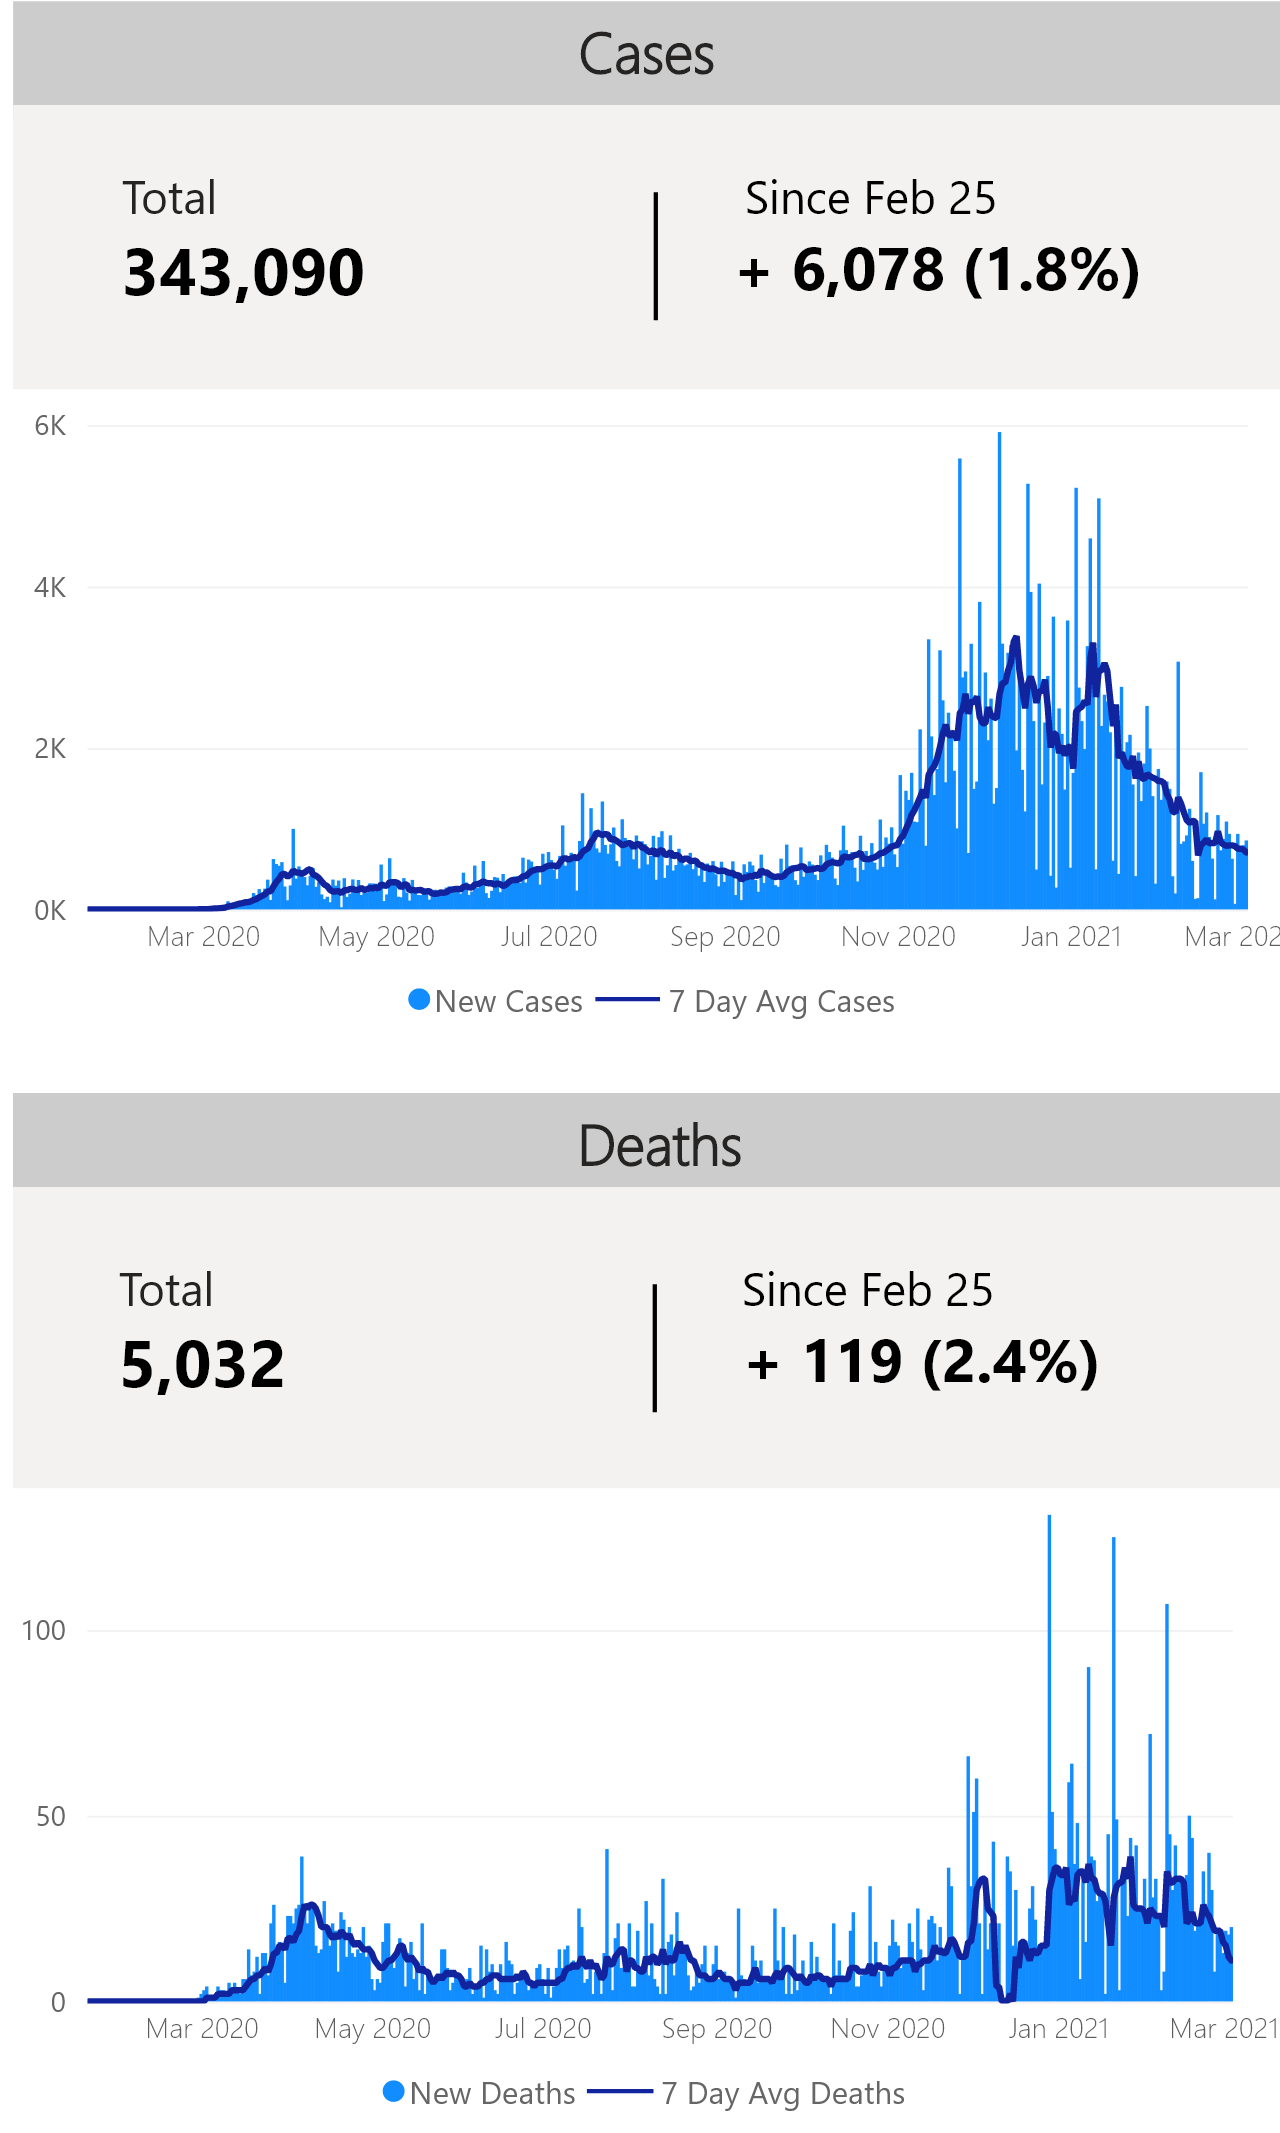 Cases
Total
Since Feb 25
343,090
+ 6,078 (1.8%)
6K
4K
2K
0K
Mar 2020 May 2020 Jul 2020 Sep 2020 Nov 2020 Jan 2021 Mar 202
New Cases 7 Day Avg Cases
Deaths
Total
Since Feb 25
5,032
+ 119 (2.4%)
100
50
0
Mar 2020 May 2020 Jul 2020 Sep 2020 Nov 2020 Jan 2021 Mar 2021
New Deaths 7 Day Avg Deaths